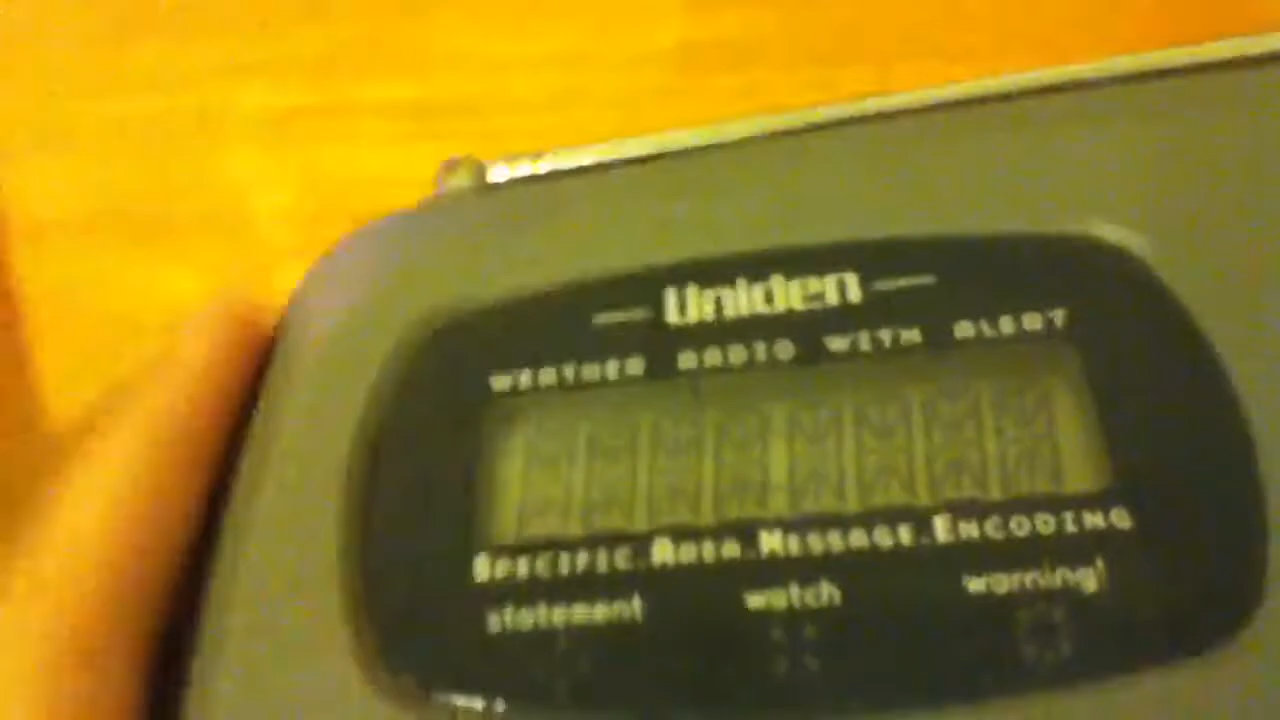 Uniden
WEATHER RADIO WITH ALERT
SPECIFIC.AREA.MESSAGE.ENCODING
statement watch warning!